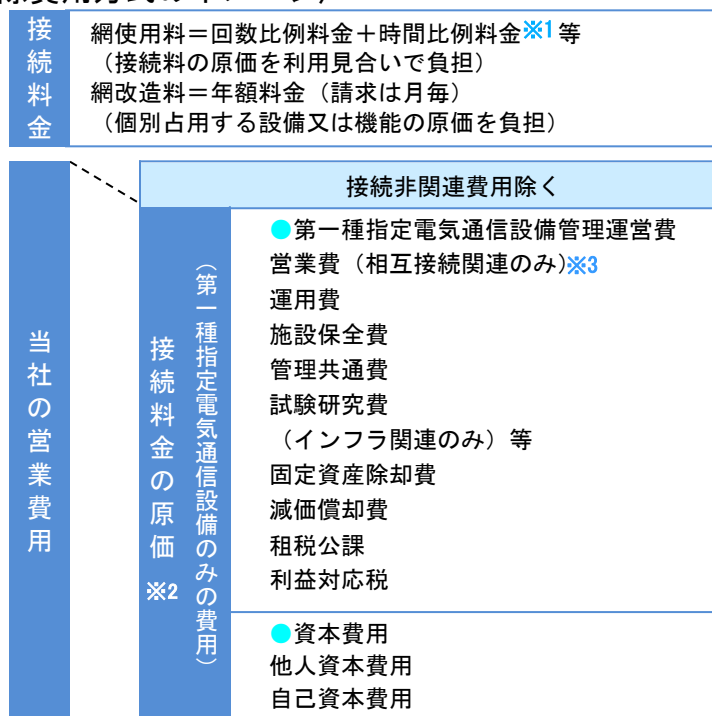 接続料金
網使用料＝回数比例料金＋時間比例料金※1等
（接続料の原価を利用見合いで負担）
網改造料＝年額料金（請求は月毎）
（個別占用する設備又は機能の原価を負担）
当社の営業費用
接続非関連費用除く
接続料金の原価※2
（第一種指定電気通信設備のみの費用）
●第一種指定電気通信設備管理運営費
営業費（相互接続関連のみ）※3
運用費
施設保全費
管理共通費
試験研究費
（インフラ関連のみ）等
固定資産除却費
減価償却費
租税公課
利益対応税
●資本費用
他人資本費用
自己資本費用